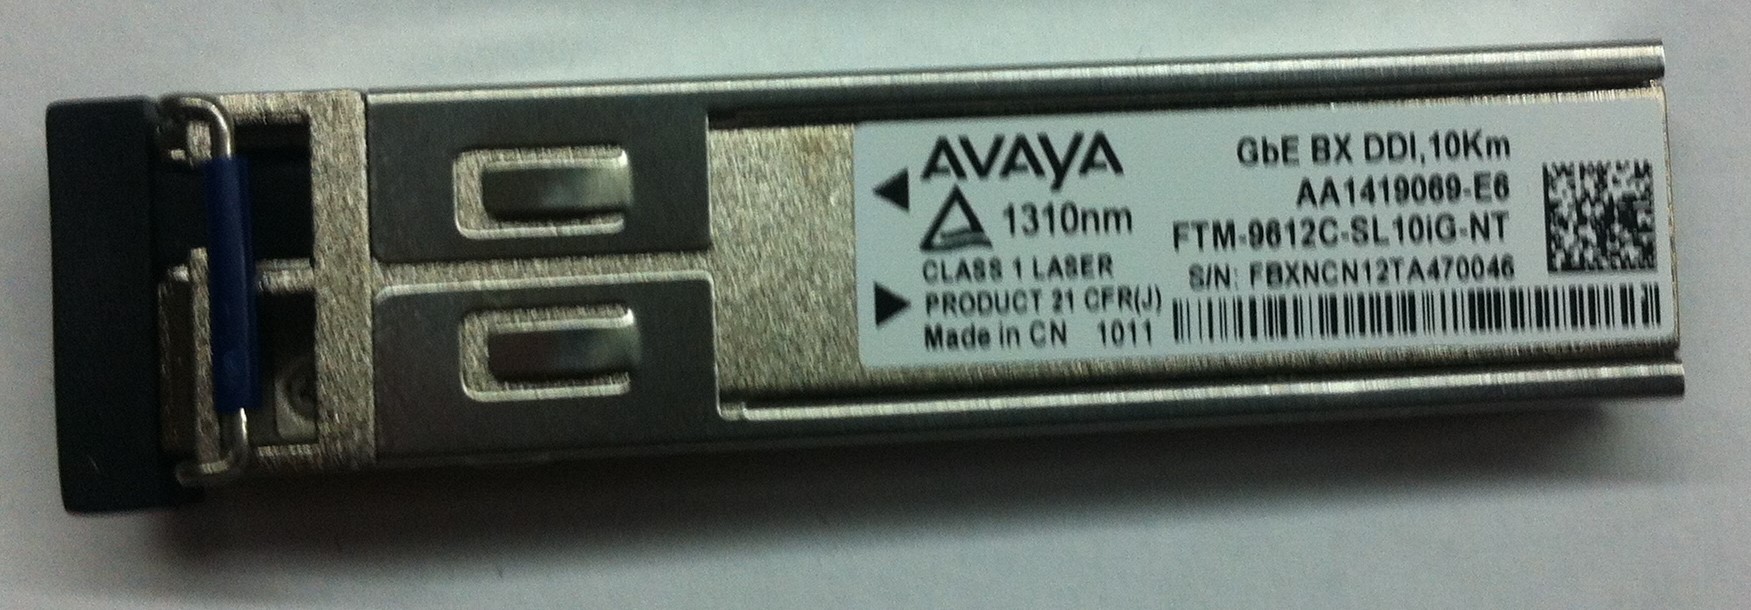 AVAYA
1310nm
CLASS 1 LASER
PRODUCT 21 CFR(J)
Made in CN 1011
GbE BX DDI,10Km
AA1419069-E6
FTM-9612C-SL10iG-NT
S/N: FBXNCN12TA470046